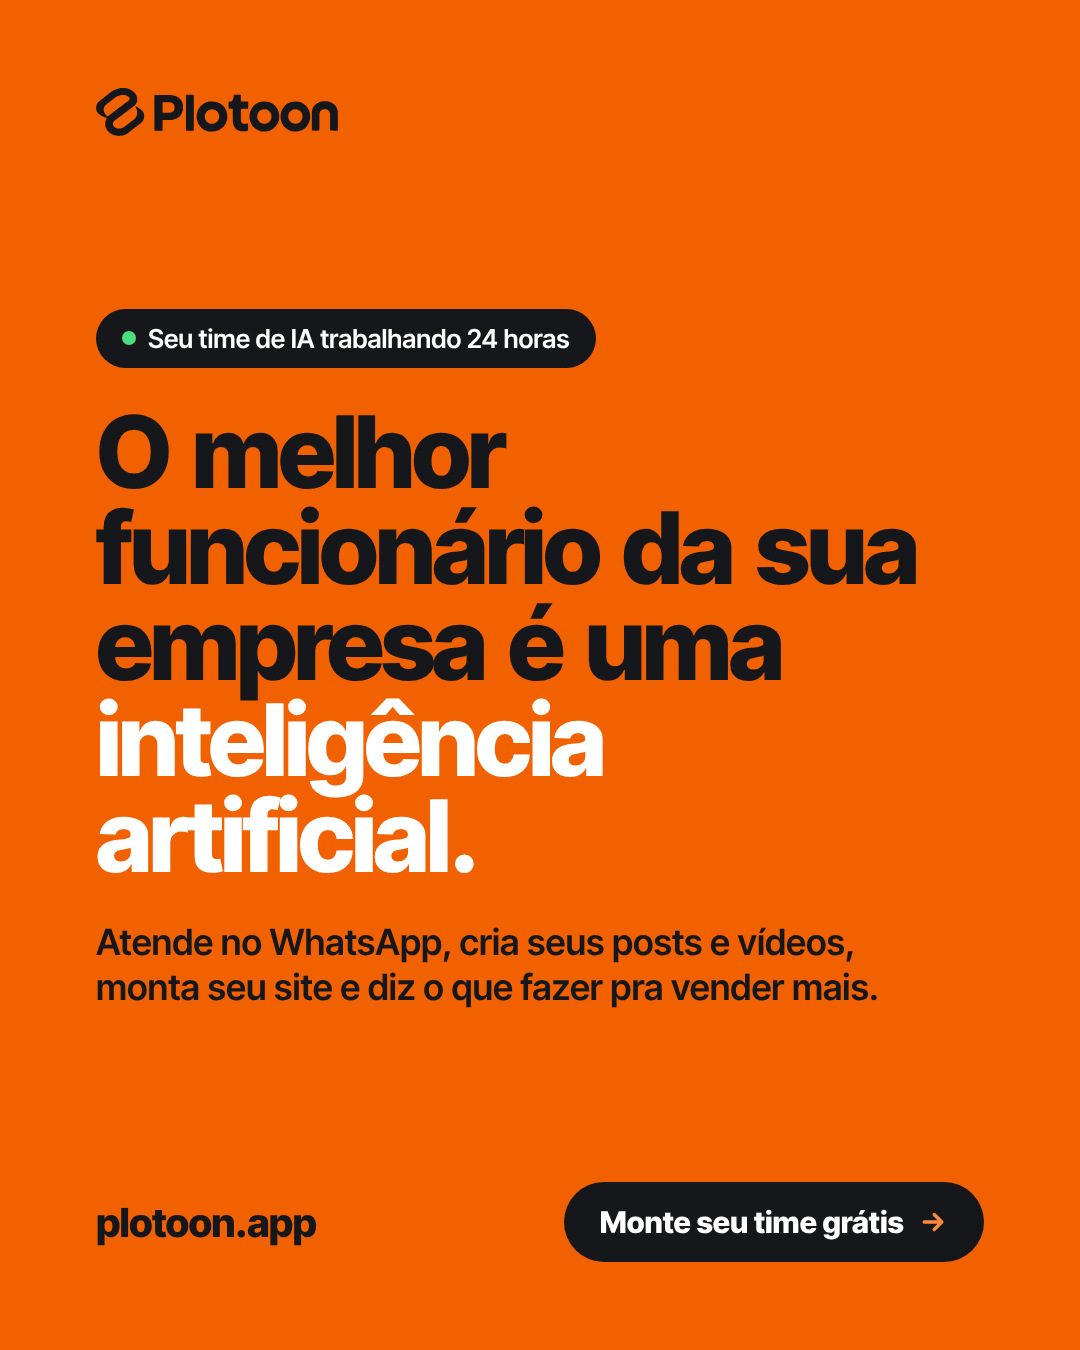 Plotoon
Seu time de IA trabalhando 24 horas
O melhor
funcionário da sua
empresa é uma
inteligência
artificial.
Atende no WhatsApp, cria seus posts e vídeos,
monta seu site e diz o que fazer pra vender mais.
plotoon.app
Monte seu time grátis →